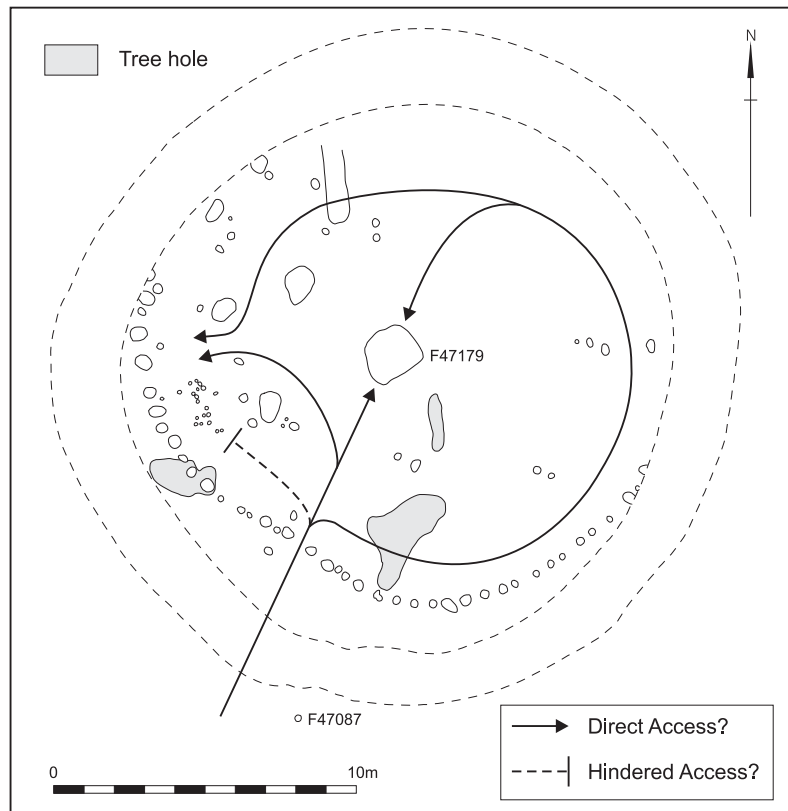 Tree hole
N
F47179
F47087
Direct Access?
Hindered Access?
0 10m